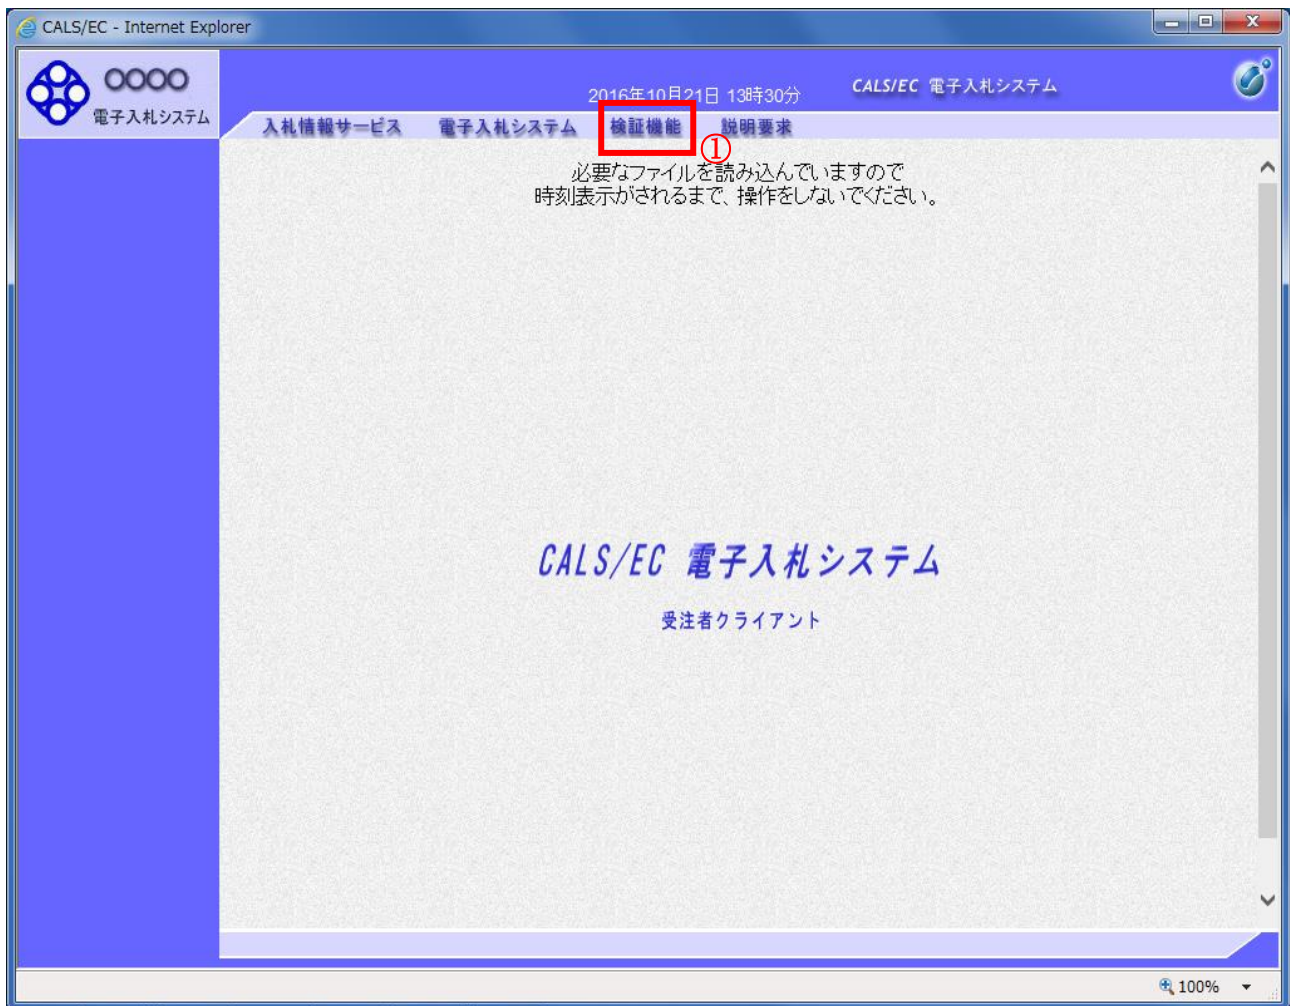 CALS/EC - Internet Explorer
○○○○
電子入札システム
2016年10月21日 13時30分
CALS/EC 電子入札システム
入札情報サービス 電子入札システム 検証機能 説明要求
①
必要なファイルを読み込んでいますので
時刻表示がされるまで、操作をしないでください。
CALS/EC 電子入札システム
受注者クライアント
100%